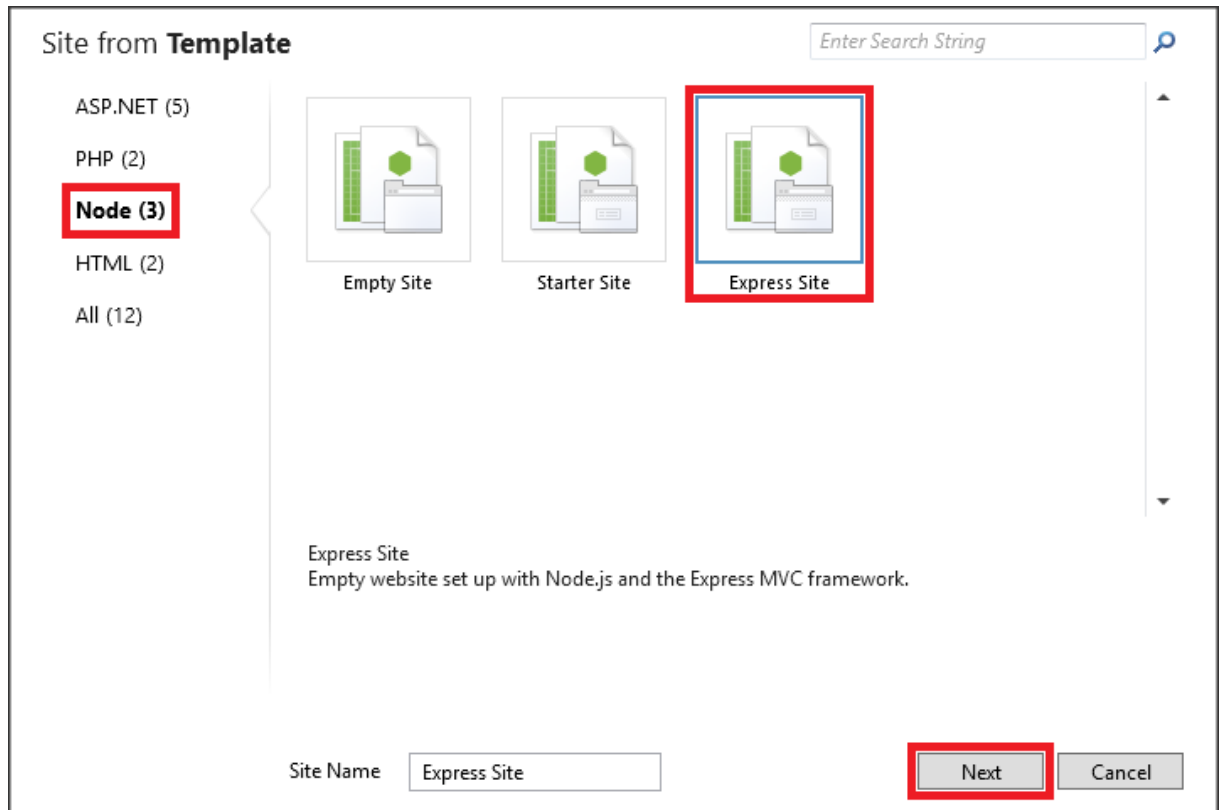 Site from Template
Enter Search String
ASP.NET (5)
PHP (2)
Node (3)
HTML (2)
All (12)
Empty Site
Starter Site
Express Site
Express Site
Empty website set up with Node.js and the Express MVC framework.
Site Name
Express Site
Next
Cancel